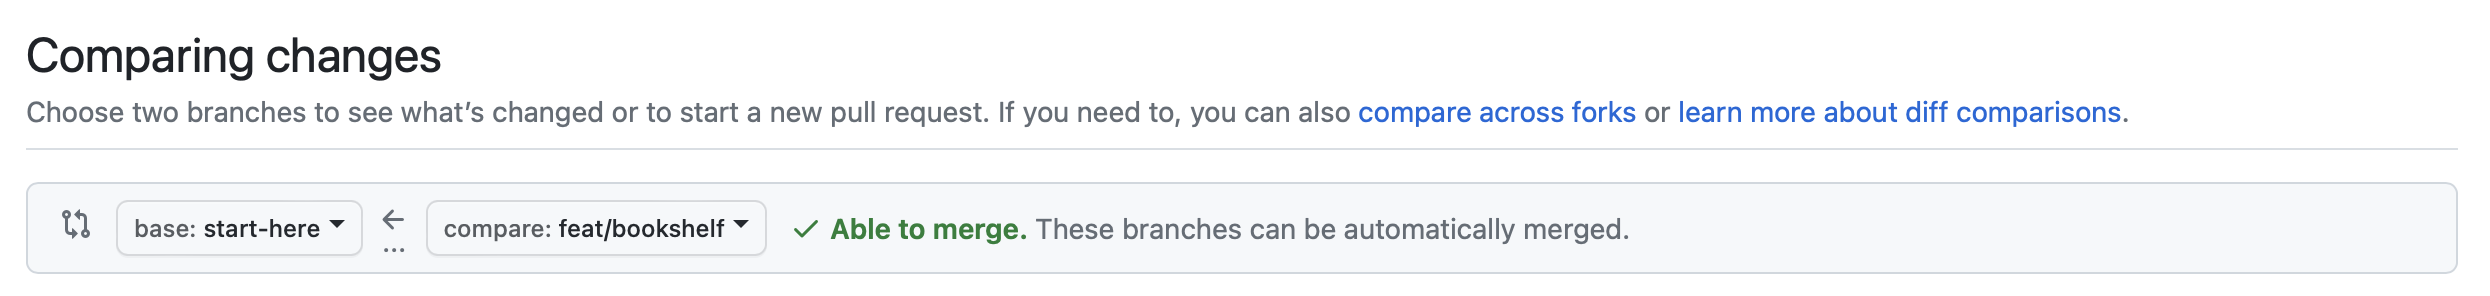 Comparing changes
Choose two branches to see what’s changed or to start a new pull request. If you need to, you can also compare across forks or learn more about diff comparisons.
base: start-here ... compare: feat/bookshelf Able to merge. These branches can be automatically merged.